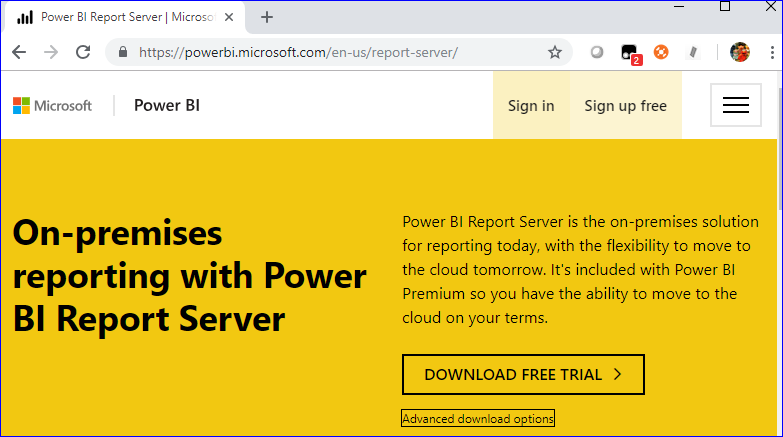 Power BI Report Server | Microso
https://powerbi.microsoft.com/en-us/report-server/
2
Microsoft
Power BI
Sign in
Sign up free
On-premises
reporting with Power
BI Report Server
Power BI Report Server is the on-premises solution
for reporting today, with the flexibility to move to
the cloud tomorrow. It's included with Power BI
Premium so you have the ability to move to the
cloud on your terms.
DOWNLOAD FREE TRIAL
Advanced download options